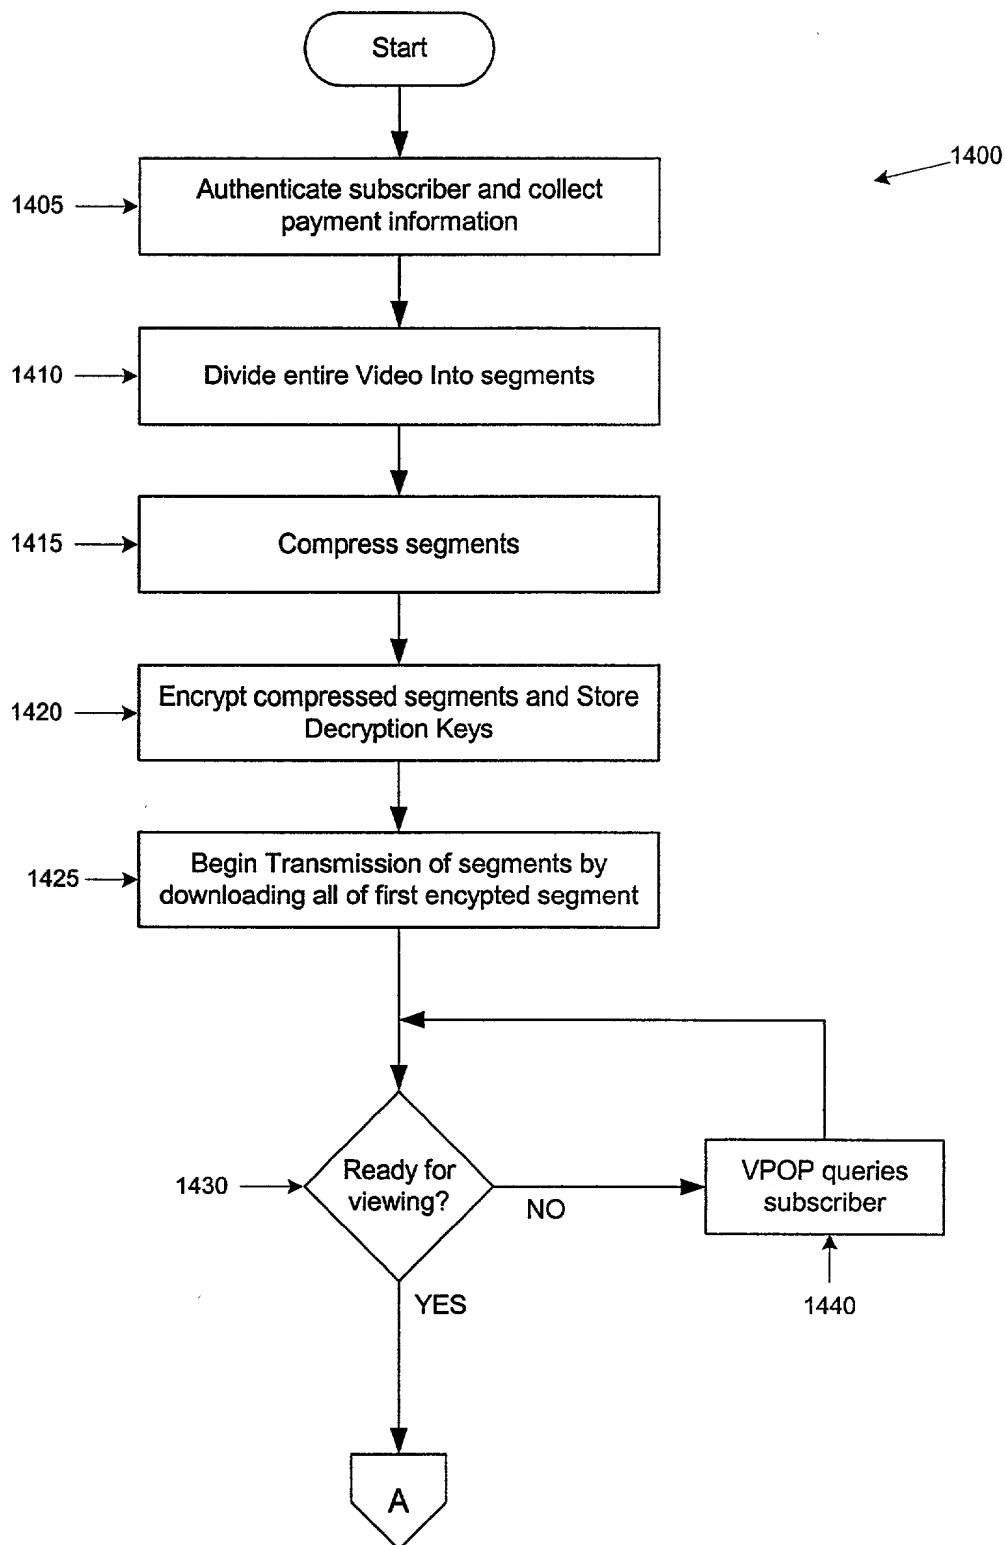 Start
1400
1405
Authenticate subscriber and collect
payment information
1410
Divide entire Video Into segments
1415
Compress segments
1420
Encrypt compressed segments and Store
Decryption Keys
1425
Begin Transmission of segments by
downloading all of first encypted segment
1430
Ready for
viewing?
NO
VPOP queries
subscriber
1440
YES
A